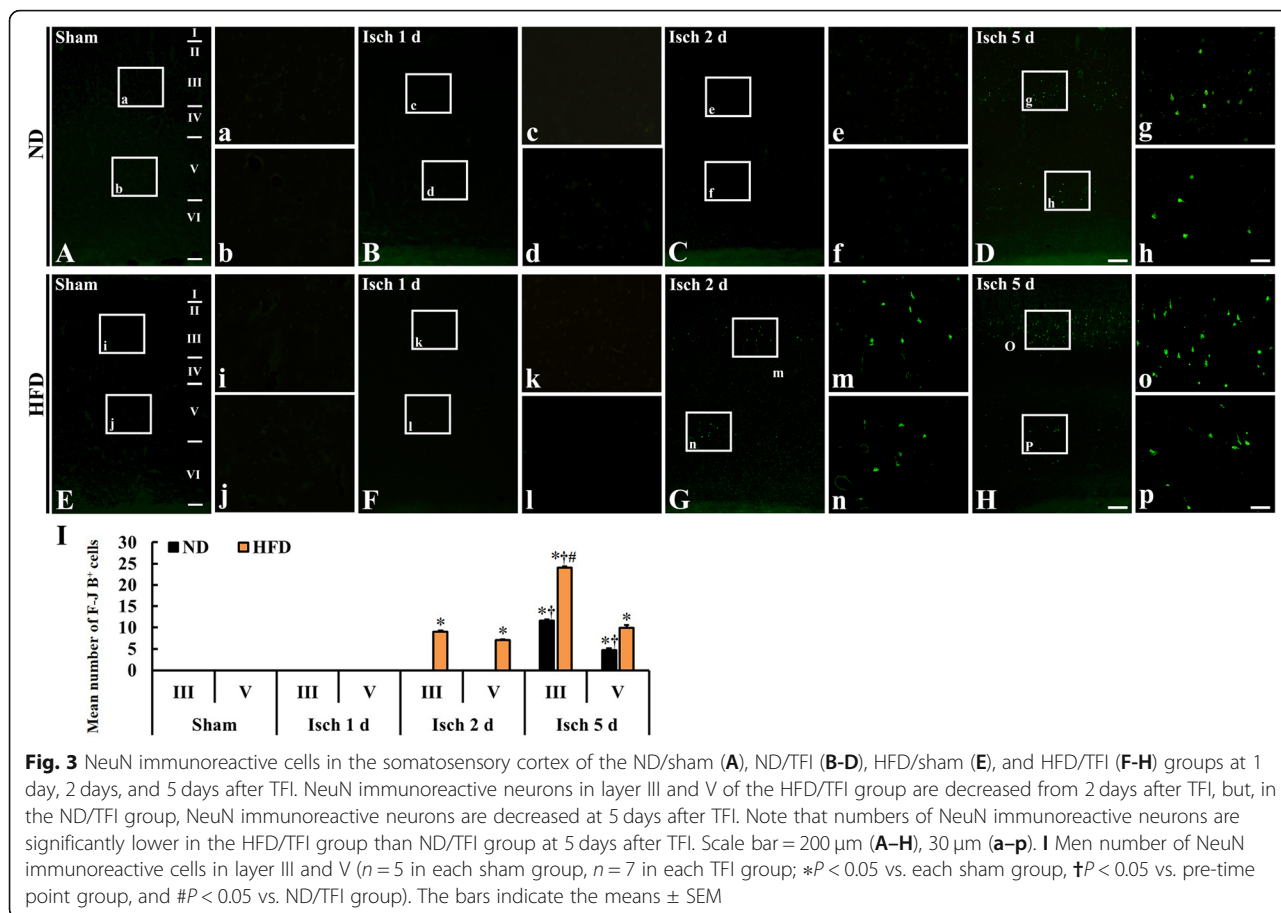 Sham Isch 1 d Isch 2 d Isch 5 d
ND
I
II
III
IV
V
VI
a b c d e f g h
a c e g
b d f h
A B C D
Sham Isch 1 d Isch 2 d Isch 5 d
HFD
I
II
III
IV
V
VI
i j k l m n O P
i k m o
j l n p
E F G H
I
Mean number of F-J B⁺ cells
30
25
20
15
10
5
0
ND HFD
* * *† *†# *† *
III V III V III V III V
Sham Isch 1 d Isch 2 d Isch 5 d
Fig. 3 NeuN immunoreactive cells in the somatosensory cortex of the ND/sham (A), ND/TFI (B-D), HFD/sham (E), and HFD/TFI (F-H) groups at 1
day, 2 days, and 5 days after TFI. NeuN immunoreactive neurons in layer III and V of the HFD/TFI group are decreased from 2 days after TFI, but, in
the ND/TFI group, NeuN immunoreactive neurons are decreased at 5 days after TFI. Note that numbers of NeuN immunoreactive neurons are
significantly lower in the HFD/TFI group than ND/TFI group at 5 days after TFI. Scale bar = 200 μm (A–H), 30 μm (a–p). I Men number of NeuN
immunoreactive cells in layer III and V (n = 5 in each sham group, n = 7 in each TFI group; *P < 0.05 vs. each sham group, †P < 0.05 vs. pre-time
point group, and #P < 0.05 vs. ND/TFI group). The bars indicate the means ± SEM